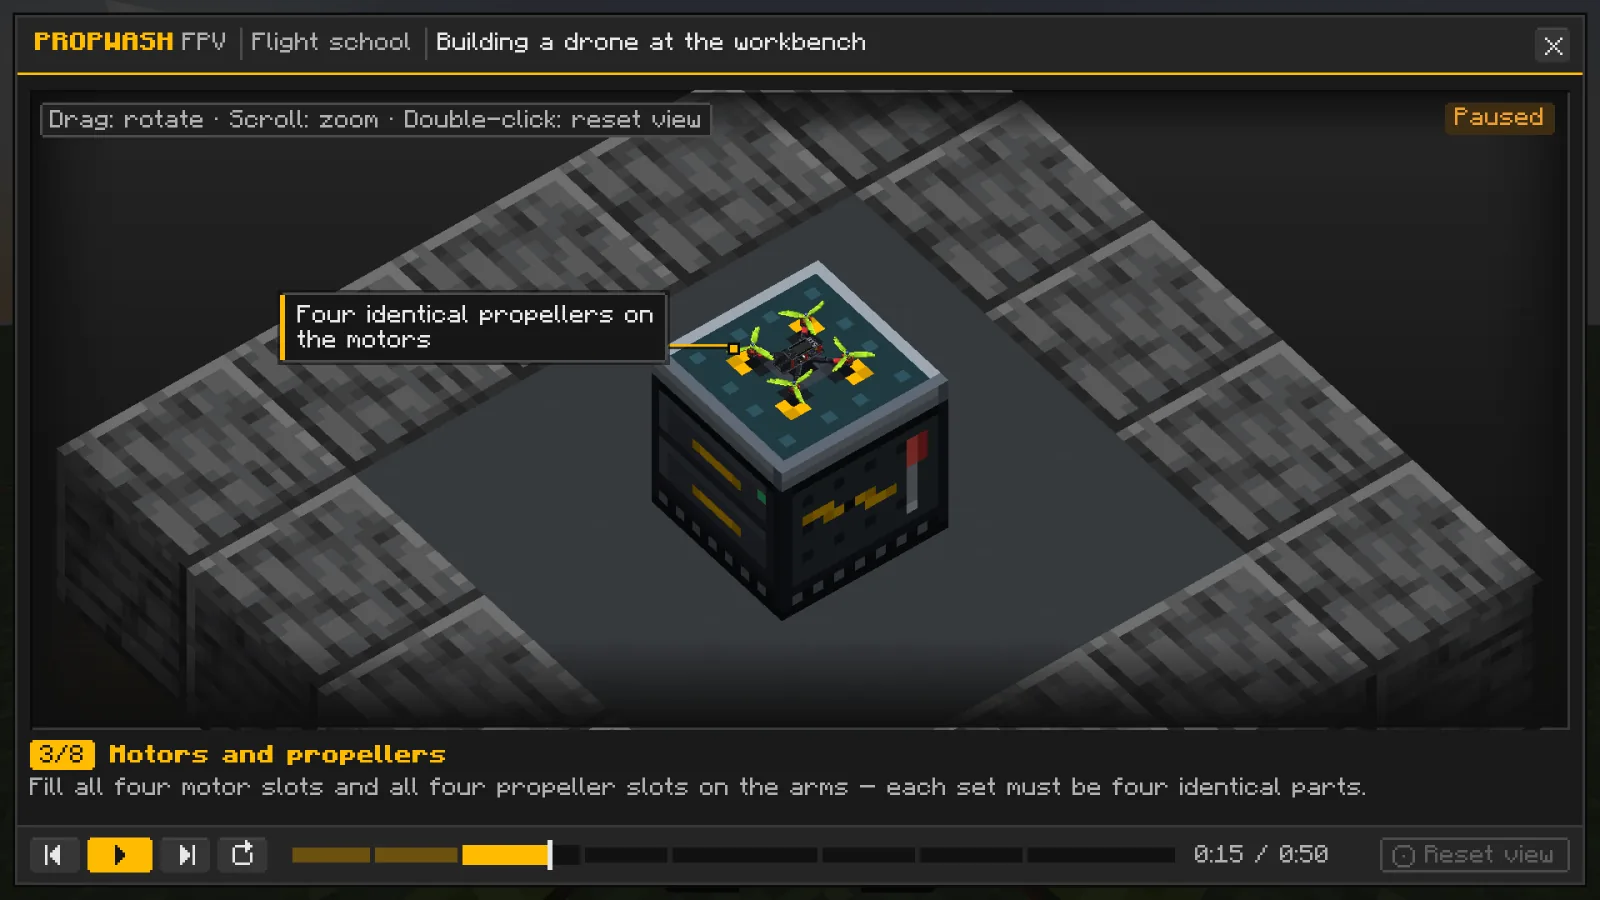 PROPWASH FPV | Flight school | Building a drone at the workbench
Drag: rotate · Scroll: zoom · Double-click: reset view
Paused
Four identical propellers on
the motors
3/8 Motors and propellers
Fill all four motor slots and all four propeller slots on the arms — each set must be four identical parts.
0:15 / 0:50
Reset view